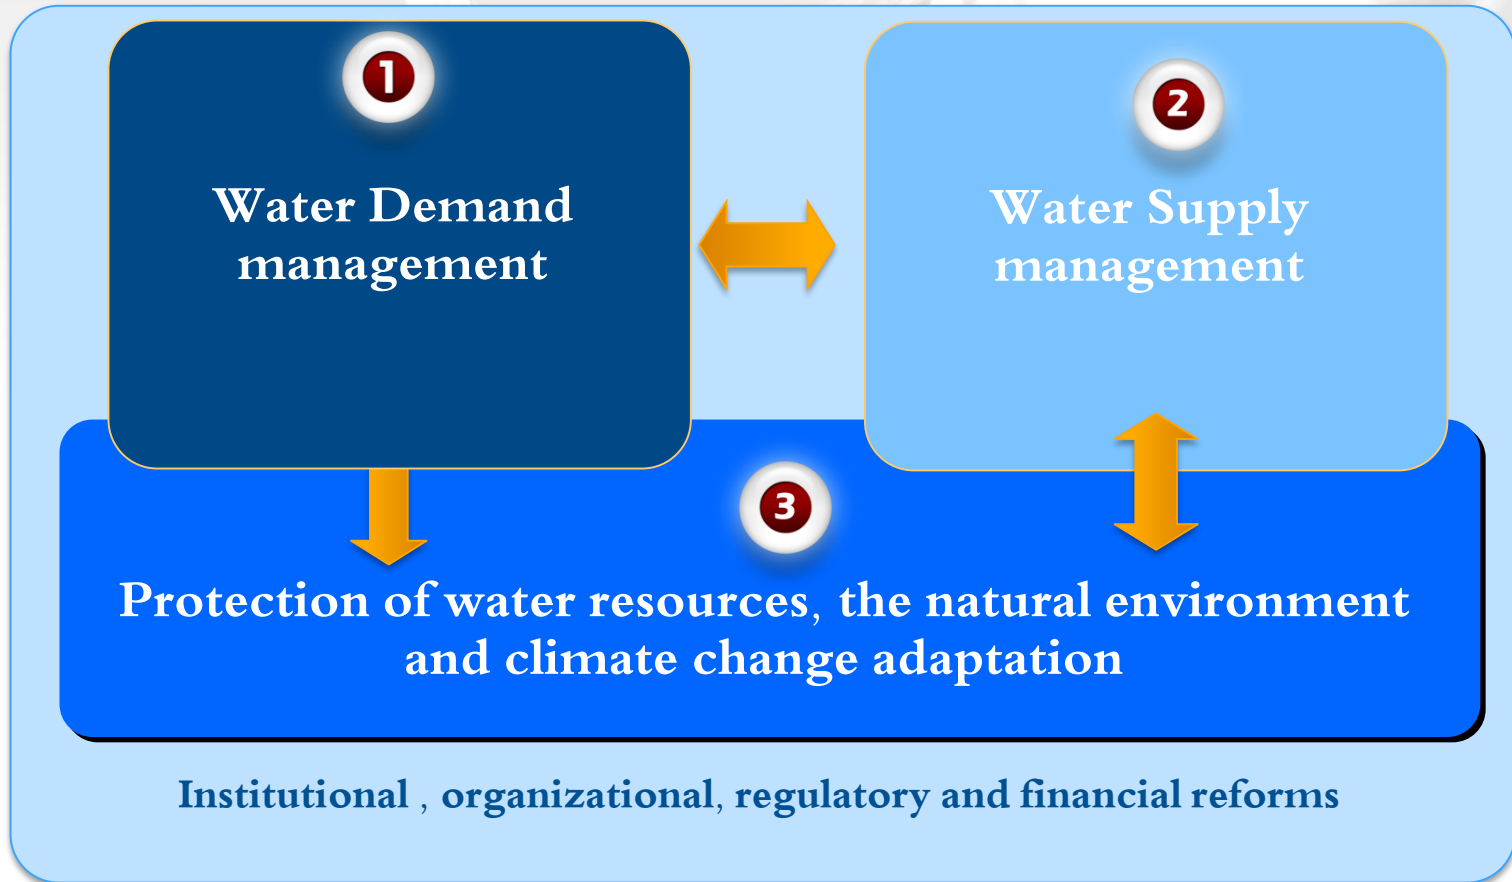 1
Water Demand
management
2
Water Supply
management
3
Protection of water resources, the natural environment
and climate change adaptation
Institutional , organizational, regulatory and financial reforms